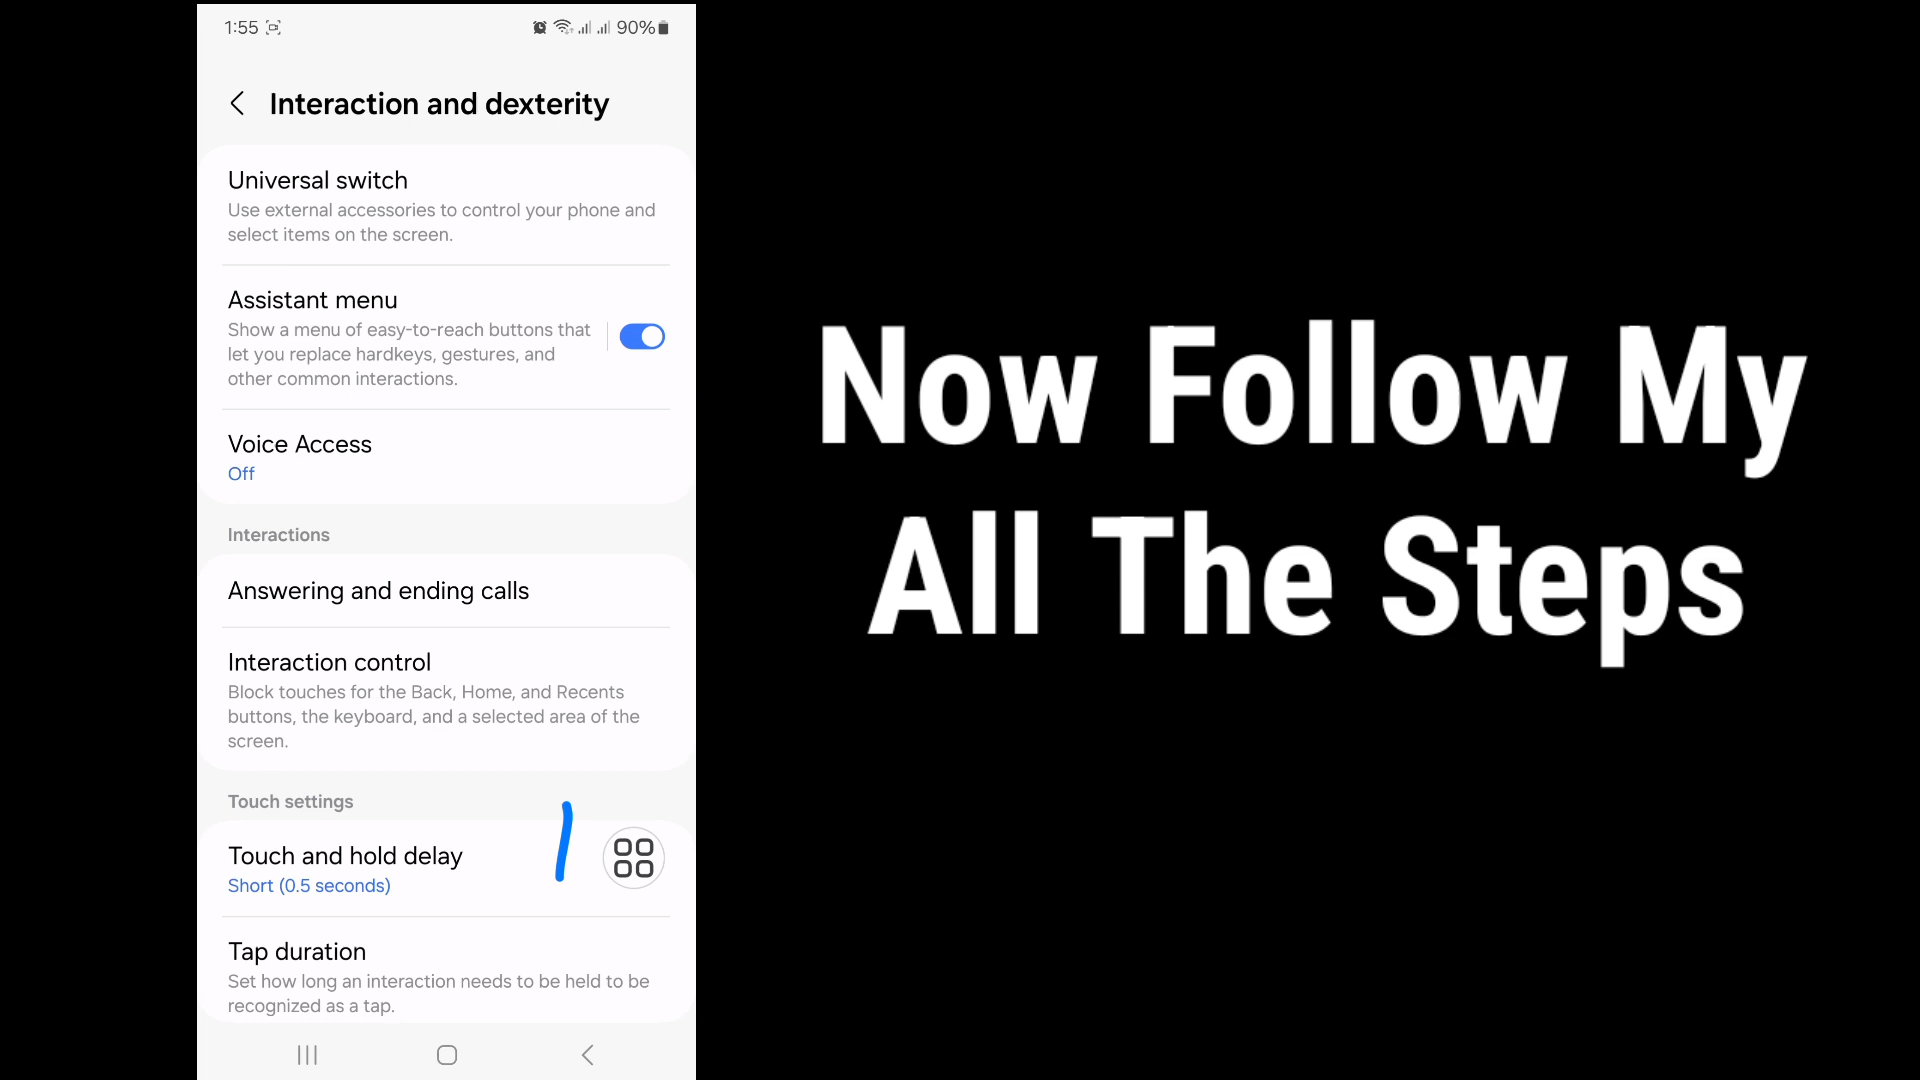 1:55
90%
Interaction and dexterity
Universal switch
Use external accessories to control your phone and
select items on the screen.
Assistant menu
Show a menu of easy-to-reach buttons that
let you replace hardkeys, gestures, and
other common interactions.
Voice Access
Off
Interactions
Answering and ending calls
Interaction control
Block touches for the Back, Home, and Recents
buttons, the keyboard, and a selected area of the
screen.
Touch settings
Touch and hold delay
Short (0.5 seconds)
Tap duration
Set how long an interaction needs to be held to be
recognized as a tap.
Now Follow My
All The Steps